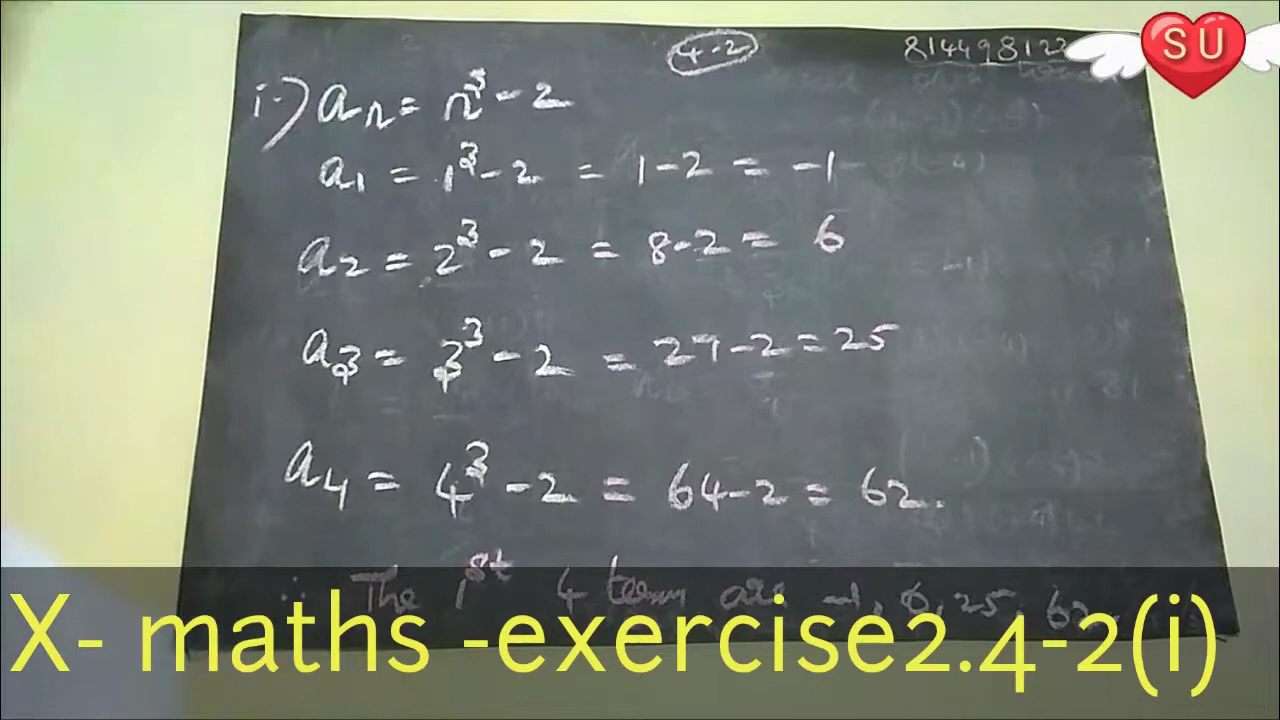 4-2
814498122
SU
i-) aₙ = n³ - 2
a₁ = 1³ - 2 = 1 - 2 = -1
a₂ = 2³ - 2 = 8 - 2 = 6
a₃ = 3³ - 2 = 27 - 2 = 25
a₄ = 4³ - 2 = 64 - 2 = 62.
∴ The 1st 4 term are -1, 6, 25, 62
X- maths -exercise2.4-2(i)